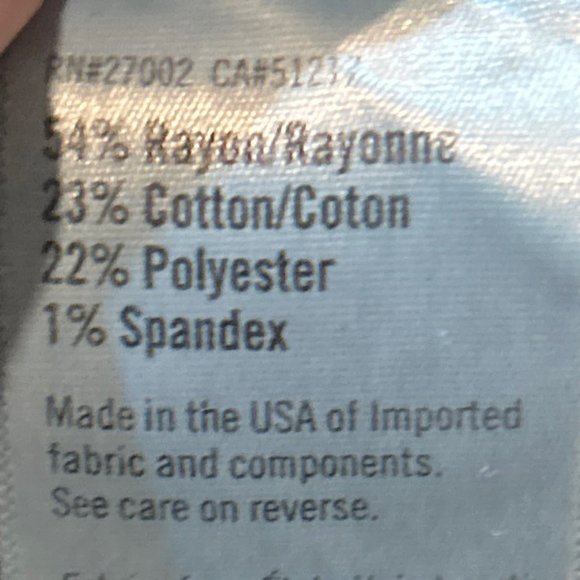 RN#27002 CA#51217
54% Rayon/Rayonne
23% Cotton/Coton
22% Polyester
1% Spandex
Made in the USA of Imported
fabric and components.
See care on reverse.